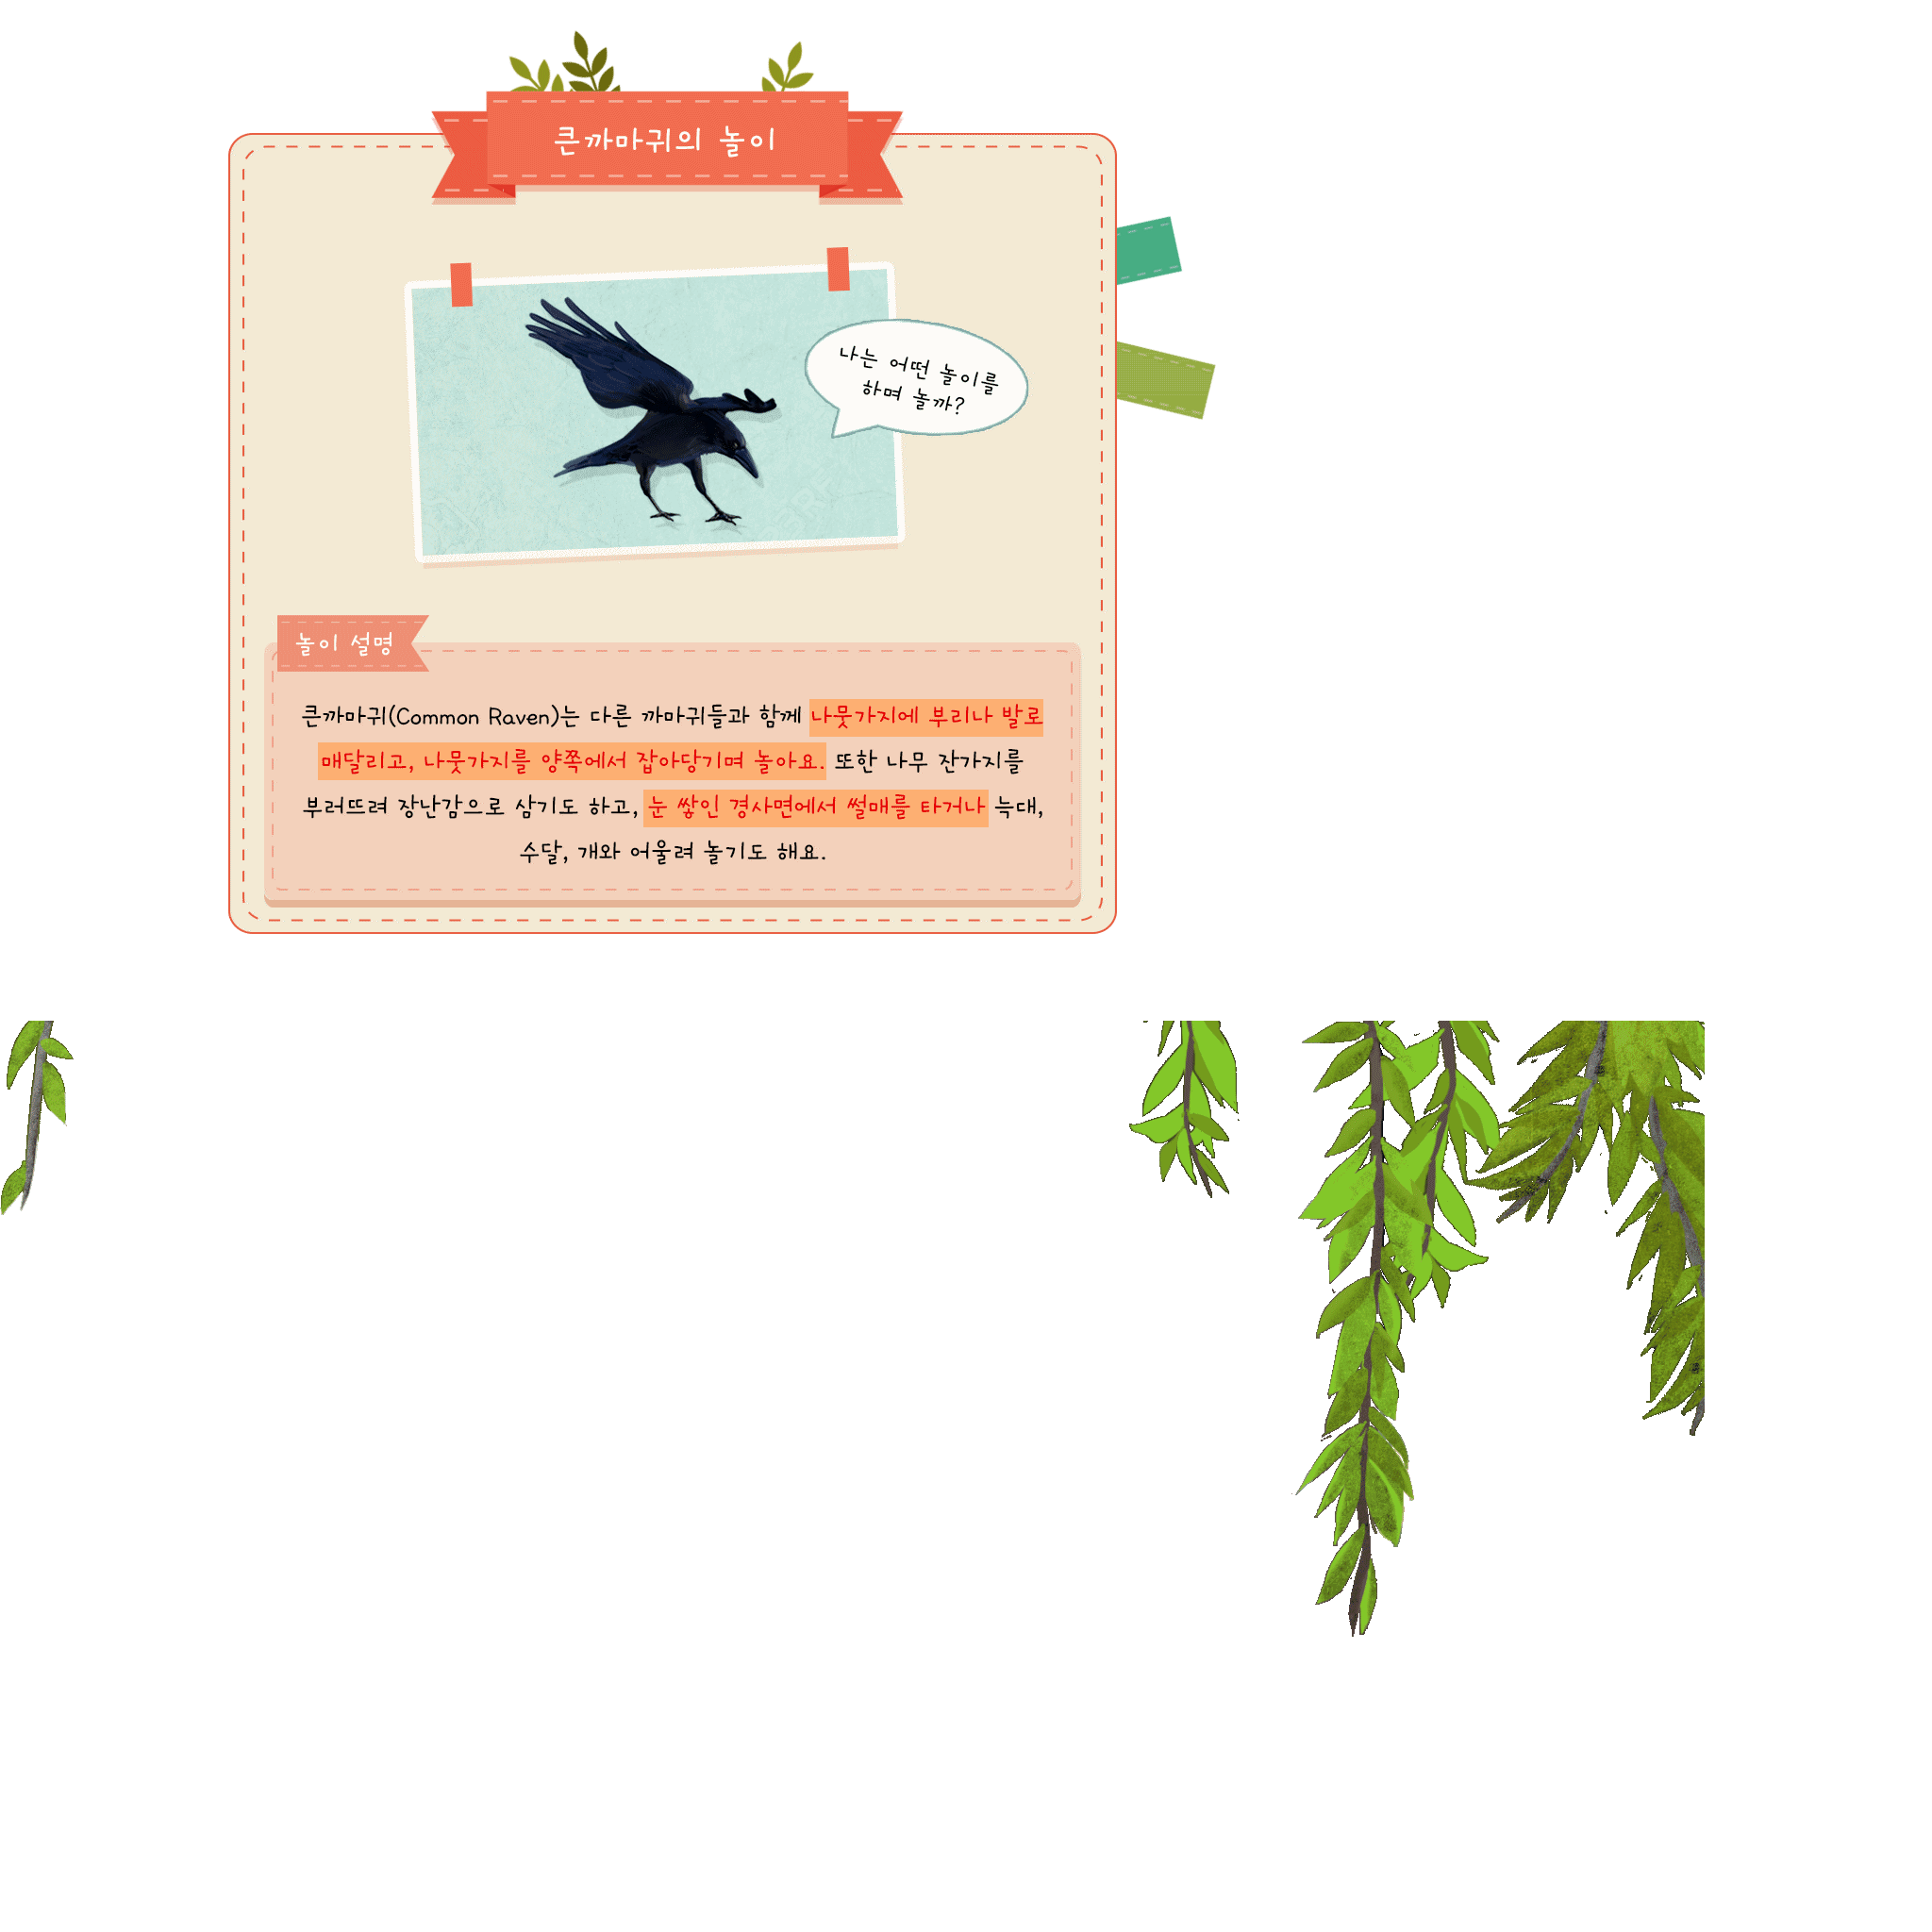 큰까마귀의 놀이
나는 어떤 놀이를
하며 놀까?
놀이 설명
큰까마귀(Common Raven)는 다른 까마귀들과 함께 나뭇가지에 부리나 발로
매달리고, 나뭇가지를 양쪽에서 잡아당기며 놀아요. 또한 나무 잔가지를
부러뜨려 장난감으로 삼기도 하고, 눈 쌓인 경사면에서 썰매를 타거나 늑대,
수달, 개와 어울려 놀기도 해요.